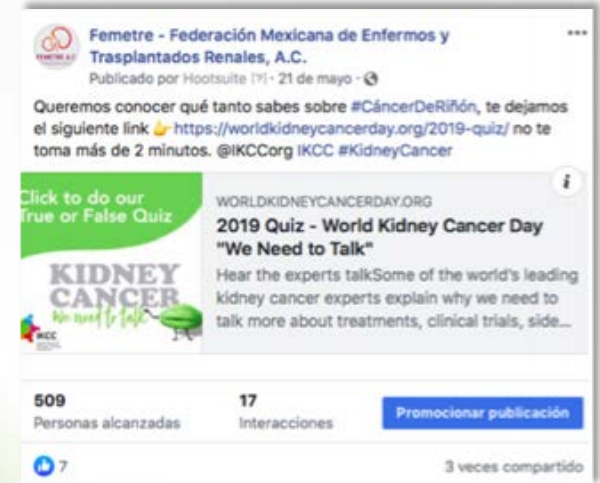 Femetre - Federación Mexicana de Enfermos y
Trasplantados Renales, A.C.
Publicado por Hootsuite [?] · 21 de mayo ·
Queremos conocer qué tanto sabes sobre #CáncerDeRiñón, te dejamos
el siguiente link 👉 https://worldkidneycancerday.org/2019-quiz/ no te
toma más de 2 minutos. @IKCCorg IKCC #KidneyCancer
Click to do our
True or False Quiz
KIDNEY
CANCER
We need to talk
IKCC
WORLDKIDNEYCANCERDAY.ORG
2019 Quiz - World Kidney Cancer Day
"We Need to Talk"
Hear the experts talkSome of the world's leading
kidney cancer experts explain why we need to
talk more about treatments, clinical trials, side...
509
Personas alcanzadas
17
Interacciones
Promocionar publicación
7
3 veces compartido